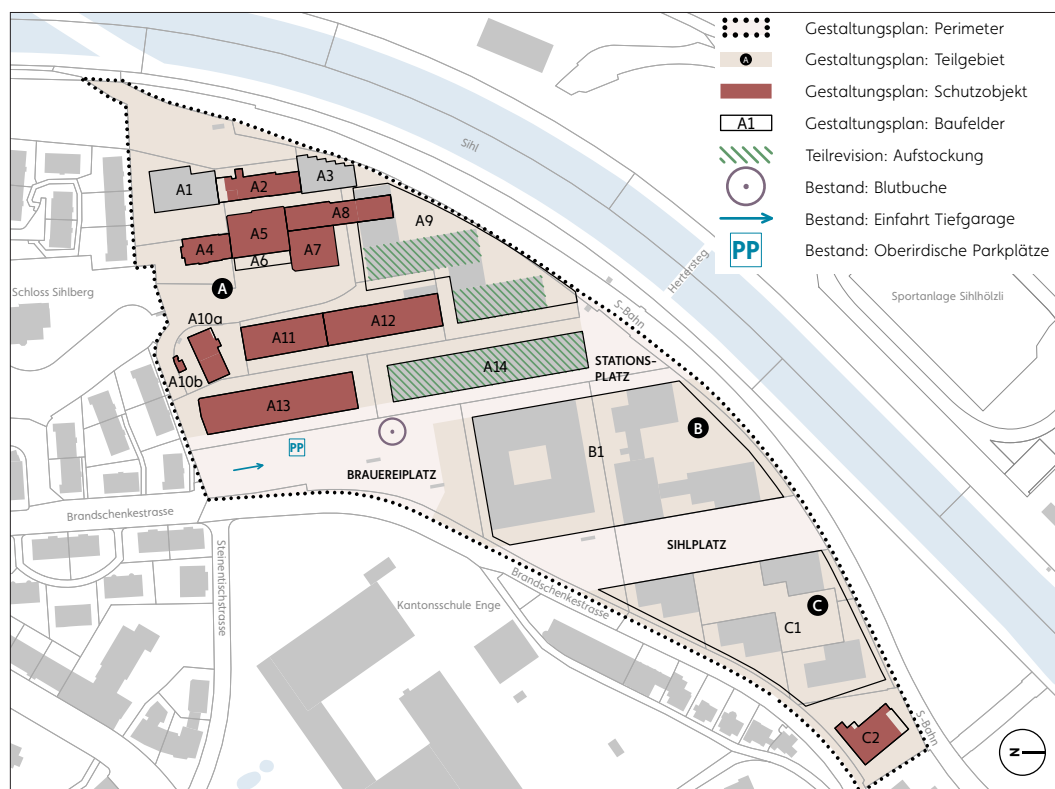 Gestaltungsplan: Perimeter
A
Gestaltungsplan: Teilgebiet
Gestaltungsplan: Schutzobjekt
A1
Gestaltungsplan: Baufelder
Teilrevision: Aufstockung
Bestand: Blutbuche
Bestand: Einfahrt Tiefgarage
PP
Bestand: Oberirdische Parkplätze
Sihl
A1
A2
A3
A8
A9
A5
A4
A7
A6
Hertersteg
A
Schloss Sihlberg
Sportanlage Sihlhölzli
S-Bahn
A10a
A11
A12
A10b
A14
STATIONS-
PLATZ
A13
B
PP
B1
BRAUEREIPLATZ
Brandschenkestrasse
SIHLPLATZ
Steinentischstrasse
Brandschenkestrasse
Kantonsschule Enge
C
C1
S-Bahn
C2
N